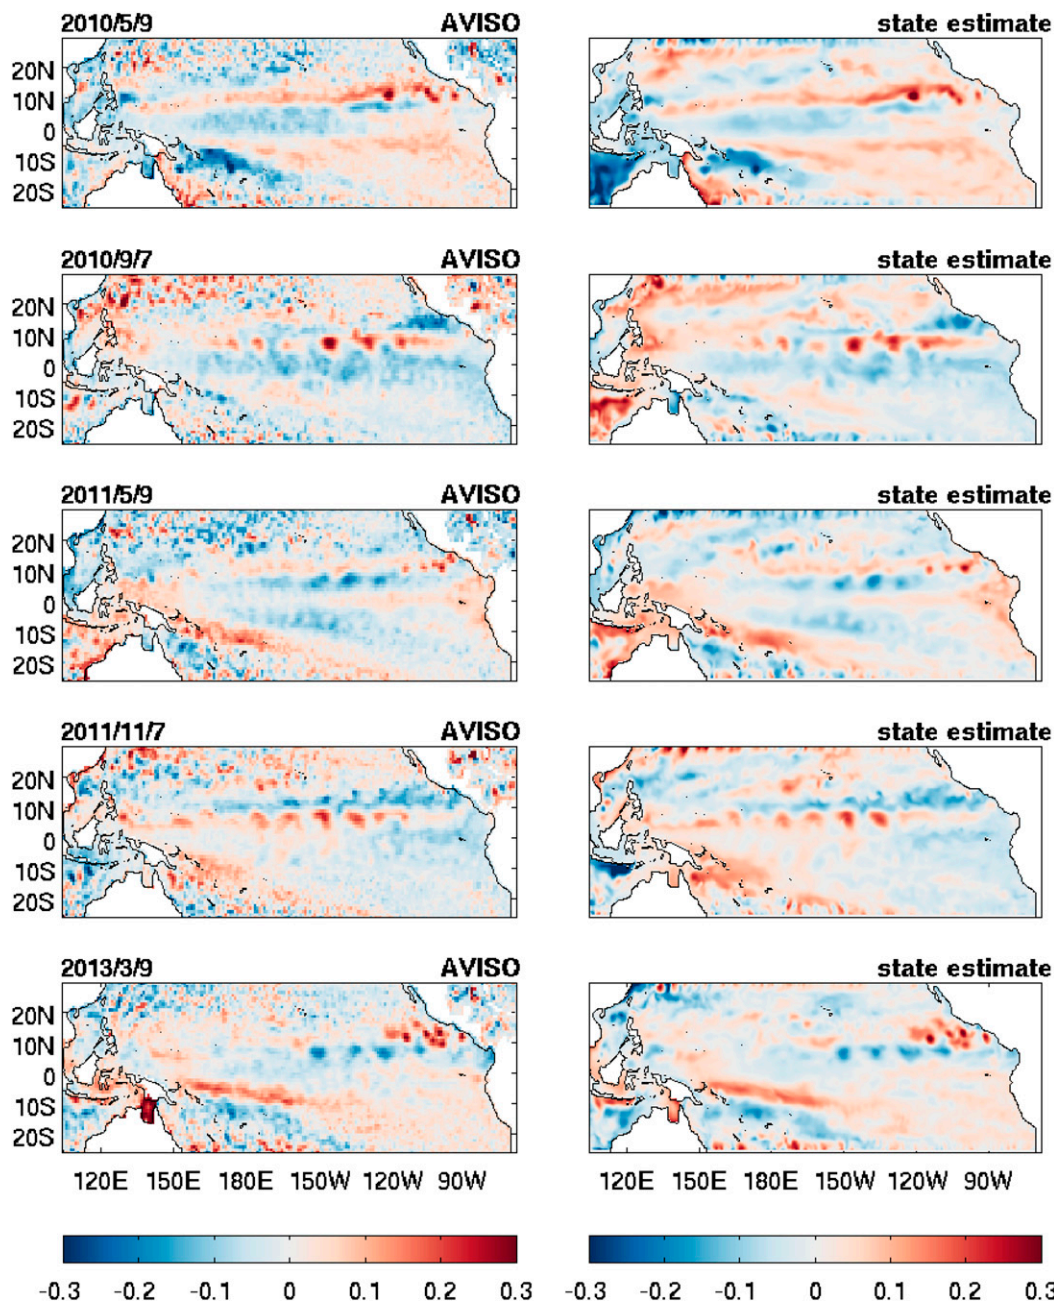 2010/5/9 AVISO state estimate
20N
10N
0
10S
20S
2010/9/7 AVISO state estimate
20N
10N
0
10S
20S
2011/5/9 AVISO state estimate
20N
10N
0
10S
20S
2011/11/7 AVISO state estimate
20N
10N
0
10S
20S
2013/3/9 AVISO state estimate
20N
10N
0
10S
20S
120E 150E 180E 150W 120W 90W 120E 150E 180E 150W 120W 90W
-0.3 -0.2 -0.1 0 0.1 0.2 0.3 -0.3 -0.2 -0.1 0 0.1 0.2 0.3